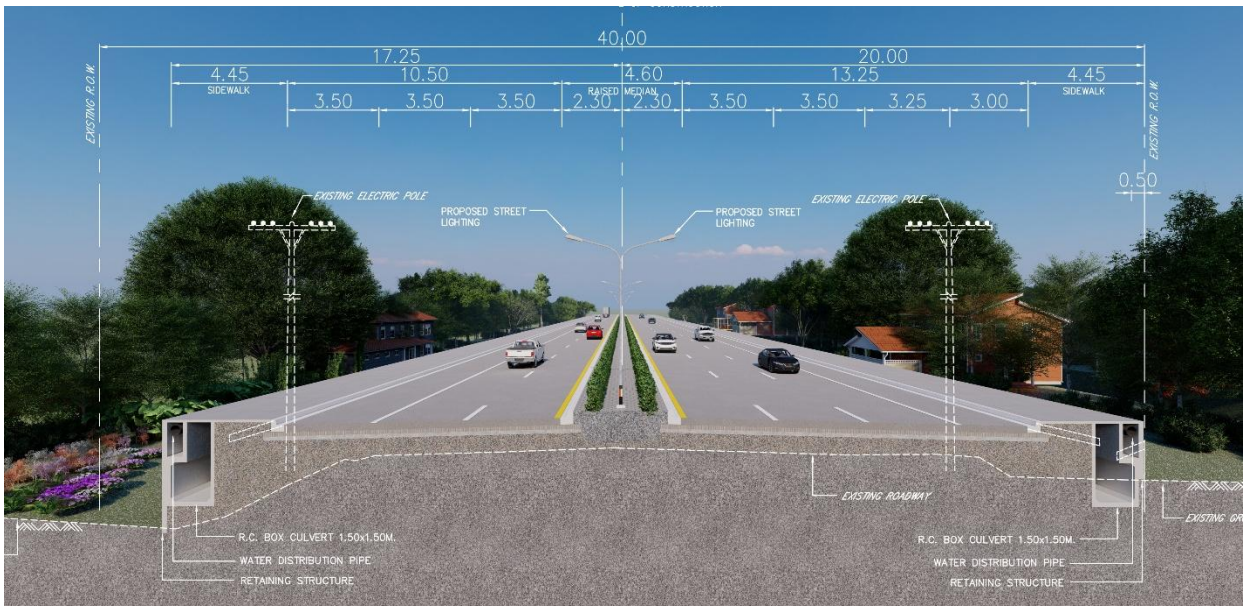 40.00
17.25 20.00
4.45 10.50 4.60 13.25 4.45
SIDEWALK RAISED MEDIAN SIDEWALK
3.50 3.50 3.50 2.30 2.30 3.50 3.50 3.25 3.00
EXISTING R.O.W.
EXISTING R.O.W.
0.50
EXISTING ELECTRIC POLE
EXISTING ELECTRIC POLE
PROPOSED STREET
LIGHTING
PROPOSED STREET
LIGHTING
EXISTING ROADWAY
R.C. BOX CULVERT 1.50x1.50M.
WATER DISTRIBUTION PIPE
RETAINING STRUCTURE
R.C. BOX CULVERT 1.50x1.50M.
WATER DISTRIBUTION PIPE
RETAINING STRUCTURE
EXISTING